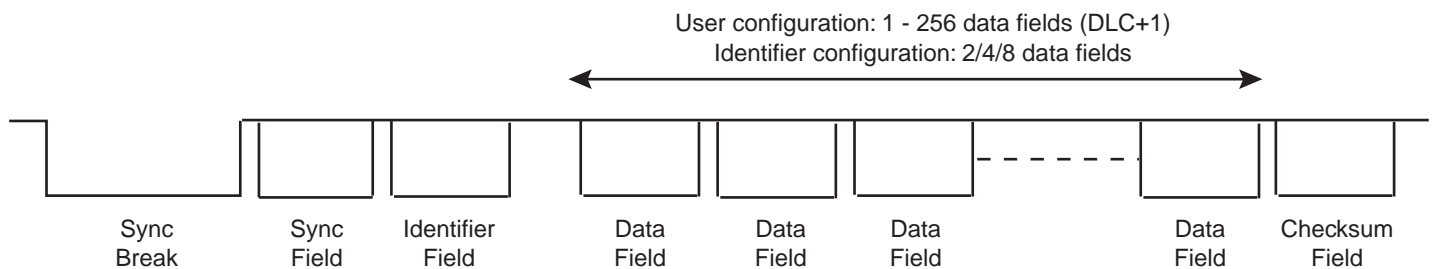 User configuration: 1 - 256 data fields (DLC+1)
Identifier configuration: 2/4/8 data fields
Sync Break
Sync Field
Identifier Field
Data Field
Data Field
Data Field
Data Field
Checksum Field